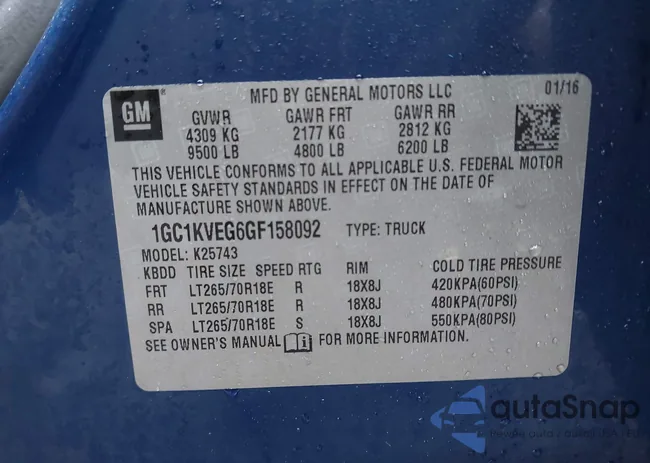 GM
MFD BY GENERAL MOTORS LLC 01/16
GVWR GAWR FRT GAWR RR
4309 KG 2177 KG 2812 KG
9500 LB 4800 LB 6200 LB
THIS VEHICLE CONFORMS TO ALL APPLICABLE U.S. FEDERAL MOTOR
VEHICLE SAFETY STANDARDS IN EFFECT ON THE DATE OF
MANUFACTURE SHOWN ABOVE.
1GC1KVEG6GF158092 TYPE: TRUCK
MODEL: K25743
KBDD TIRE SIZE SPEED RTG RIM COLD TIRE PRESSURE
FRT LT265/70R18E R 18X8J 420KPA(60PSI)
RR LT265/70R18E R 18X8J 480KPA(70PSI)
SPA LT265/70R18E S 18X8J 550KPA(80PSI)
SEE OWNER'S MANUAL FOR MORE INFORMATION.
autaSnap